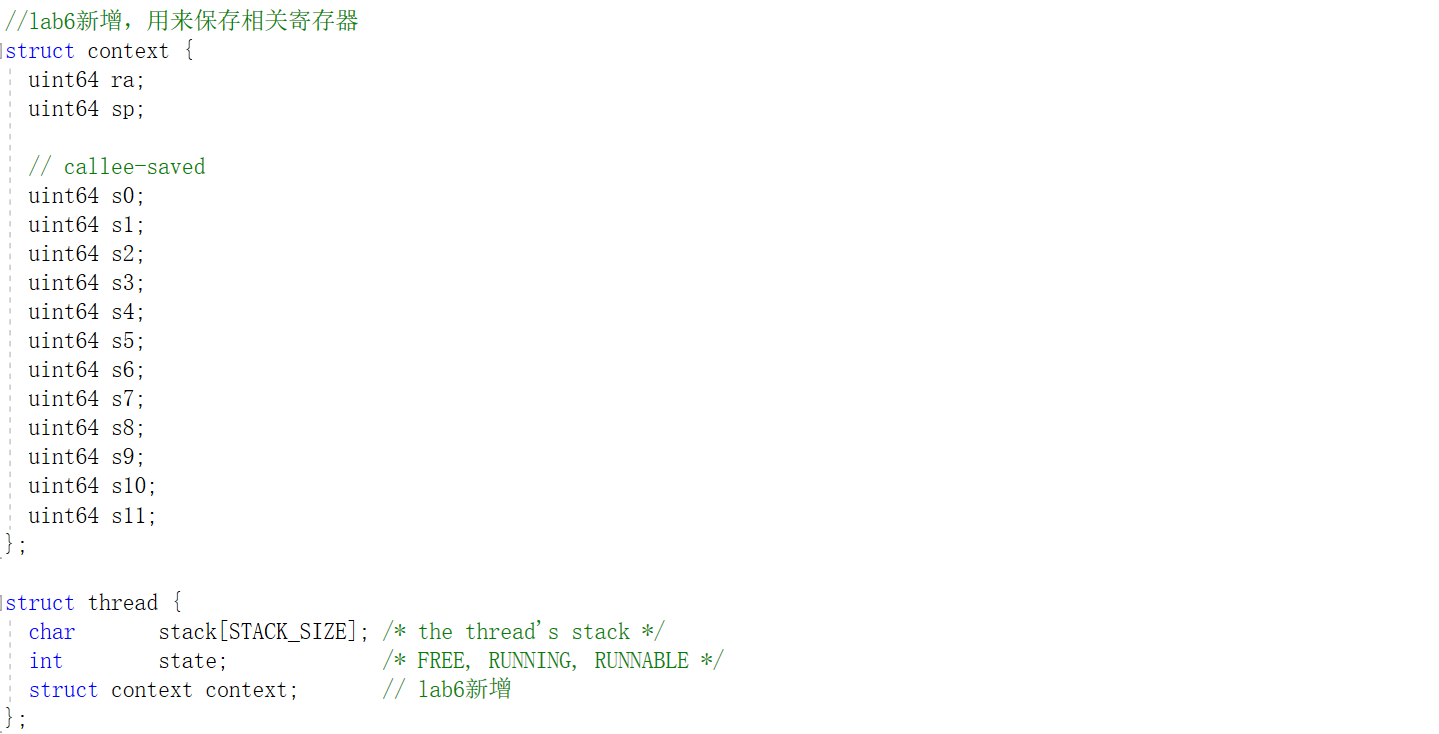 //lab6新增，用来保存相关寄存器
struct context {
  uint64 ra;
  uint64 sp;

  // callee-saved
  uint64 s0;
  uint64 s1;
  uint64 s2;
  uint64 s3;
  uint64 s4;
  uint64 s5;
  uint64 s6;
  uint64 s7;
  uint64 s8;
  uint64 s9;
  uint64 s10;
  uint64 s11;
};

struct thread {
  char       stack[STACK_SIZE]; /* the thread's stack */
  int        state;             /* FREE, RUNNING, RUNNABLE */
  struct context context;       // lab6新增
};